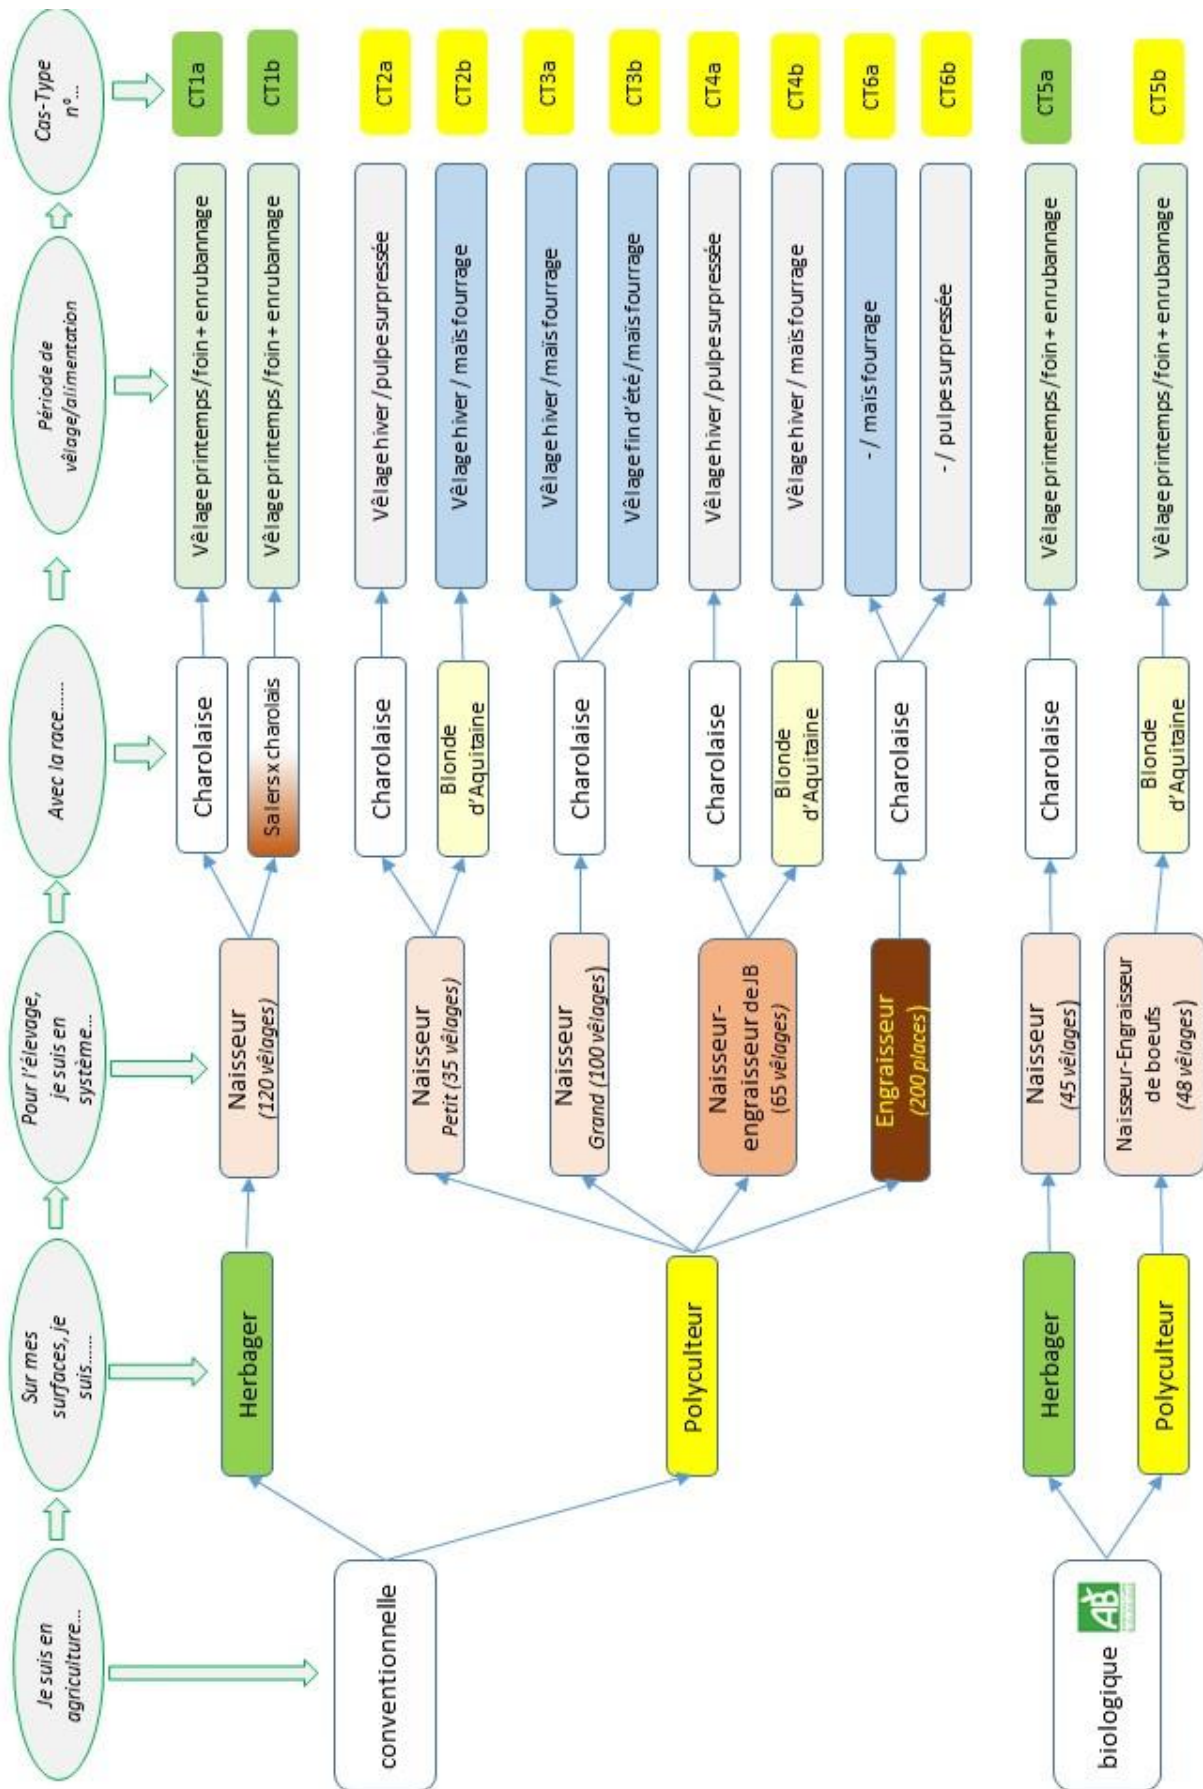 Je suis en
agriculture...
Sur mes
surfaces, je
suis......
Pour l'élevage,
je suis en
système...
Avec la race......
Période de
vêlage/alimentation
Cas-Type
n°...
conventionnelle
Herbager
Naisseur
(120 vêlages)
Charolaise
Vêlage printemps / foin + enrubannage
CT1a
Salers x charolais
Vêlage printemps / foin + enrubannage
CT1b
Polyculteur
Naisseur
Petit (35 vêlages)
Charolaise
Vêlage hiver / pulpe surpressée
CT2a
Blonde
d'Aquitaine
Vêlage hiver / maïs fourrage
CT2b
Naisseur
Grand (100 vêlages)
Charolaise
Vêlage hiver / maïs fourrage
CT3a
Vêlage fin d'été / maïs fourrage
CT3b
Naisseur-
engraisseur de JB
(65 vêlages)
Charolaise
Vêlage hiver / pulpe surpressée
CT4a
Blonde
d'Aquitaine
Vêlage hiver / maïs fourrage
CT4b
Engraisseur
(200 places)
Charolaise
- / maïs fourrage
CT6a
- / pulpe surpressée
CT6b
biologique
AB
Herbager
Naisseur
(45 vêlages)
Charolaise
Vêlage printemps / foin + enrubannage
CT5a
Polyculteur
Naisseur-Engraisseur
de boeufs
(48 vêlages)
Blonde
d'Aquitaine
Vêlage printemps / foin + enrubannage
CT5b